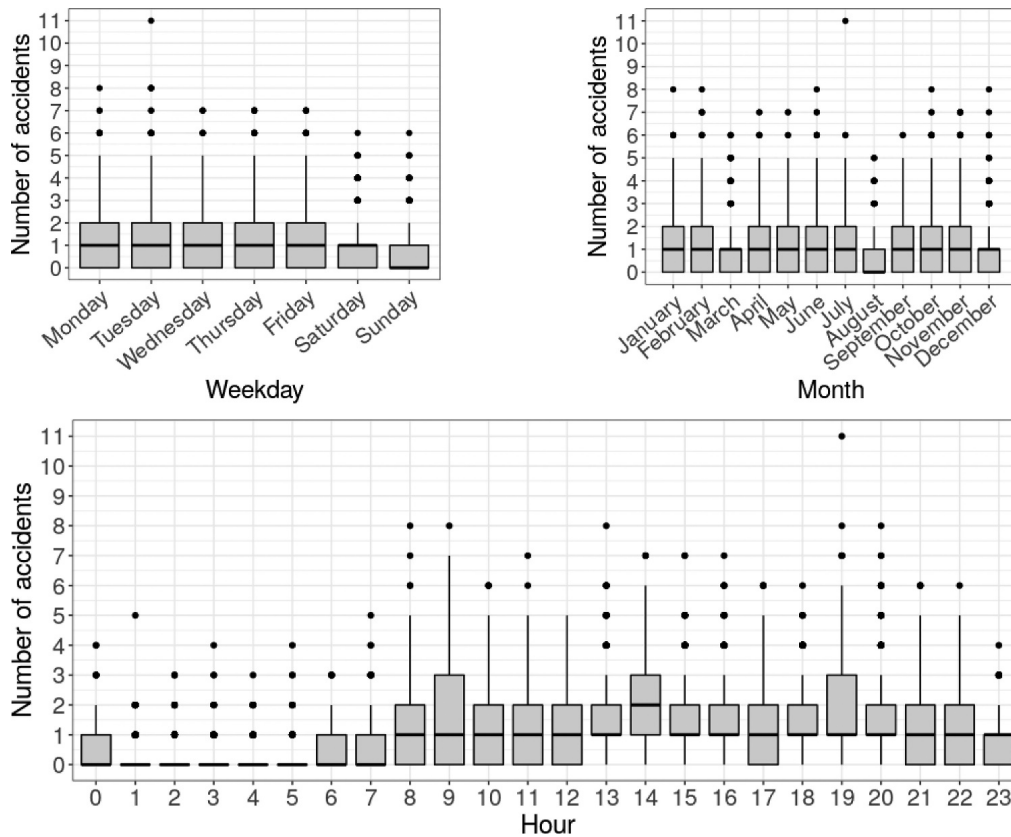 Number of accidents
11
10
9
8
7
6
5
4
3
2
1
0
Monday
Tuesday
Wednesday
Thursday
Friday
Saturday
Sunday
Weekday
Number of accidents
11
10
9
8
7
6
5
4
3
2
1
0
January
February
March
April
May
June
July
August
September
October
November
December
Month
Number of accidents
11
10
9
8
7
6
5
4
3
2
1
0
0 1 2 3 4 5 6 7 8 9 10 11 12 13 14 15 16 17 18 19 20 21 22 23
Hour